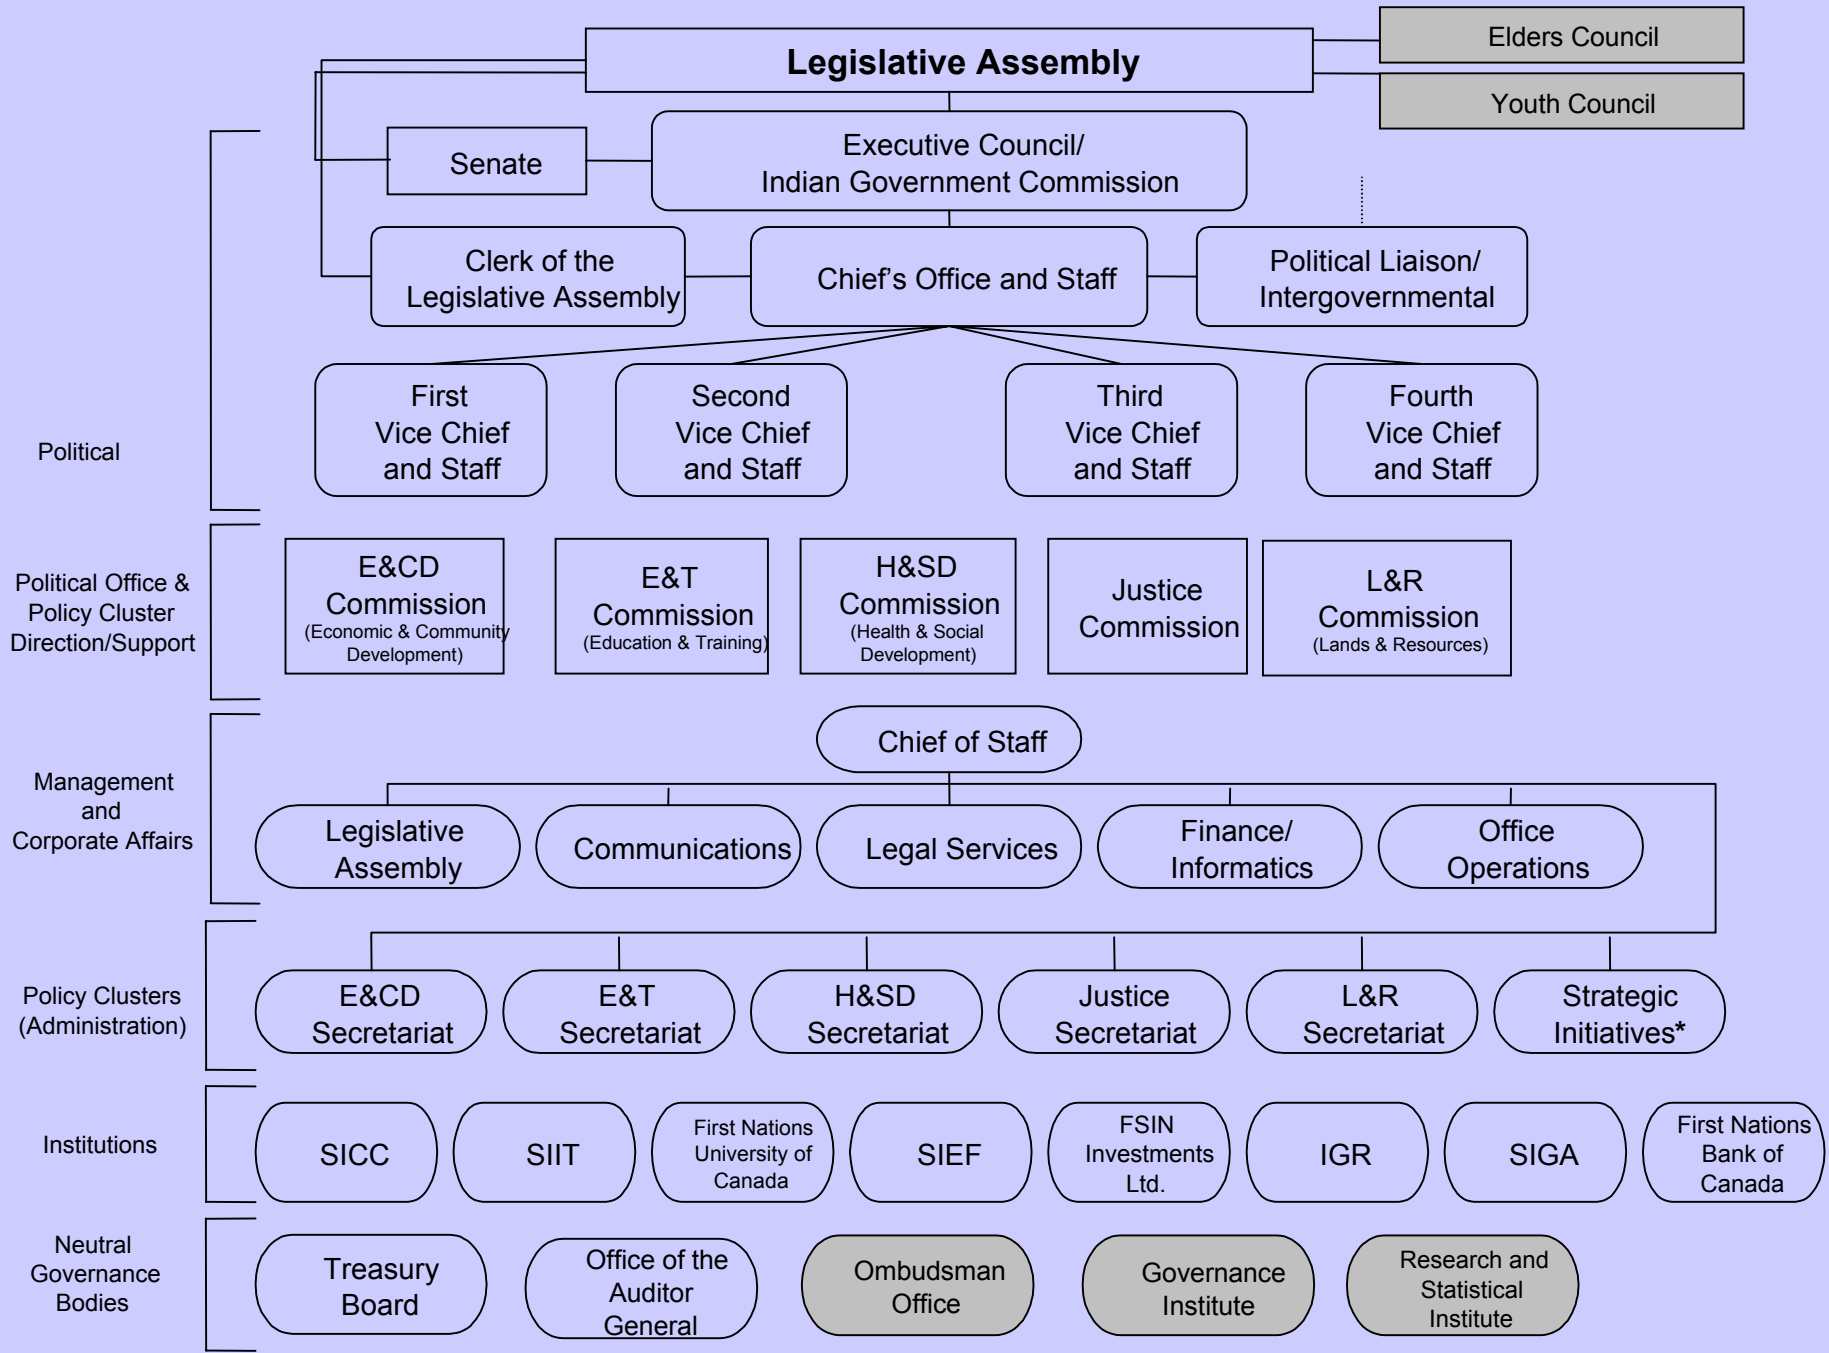 Elders Council
Legislative Assembly
Youth Council
Executive Council/
Indian Government Commission
Senate
Clerk of the
Legislative Assembly
Chief’s Office and Staff
Political Liaison/
Intergovernmental
Political
First
Vice Chief
and Staff
Second
Vice Chief
and Staff
Third
Vice Chief
and Staff
Fourth
Vice Chief
and Staff
Political Office &
Policy Cluster
Direction/Support
E&CD
Commission
(Economic & Community
Development)
E&T
Commission
(Education & Training)
H&SD
Commission
(Health & Social
Development)
Justice
Commission
L&R
Commission
(Lands & Resources)
Management
and
Corporate Affairs
Chief of Staff
Legislative
Assembly
Communications
Legal Services
Finance/
Informatics
Office
Operations
Policy Clusters
(Administration)
E&CD
Secretariat
E&T
Secretariat
H&SD
Secretariat
Justice
Secretariat
L&R
Secretariat
Strategic
Initiatives*
Institutions
SICC
SIIT
First Nations
University of
Canada
SIEF
FSIN
Investments
Ltd.
IGR
SIGA
First Nations
Bank of
Canada
Neutral
Governance
Bodies
Treasury
Board
Office of the
Auditor
General
Ombudsman
Office
Governance
Institute
Research and
Statistical
Institute